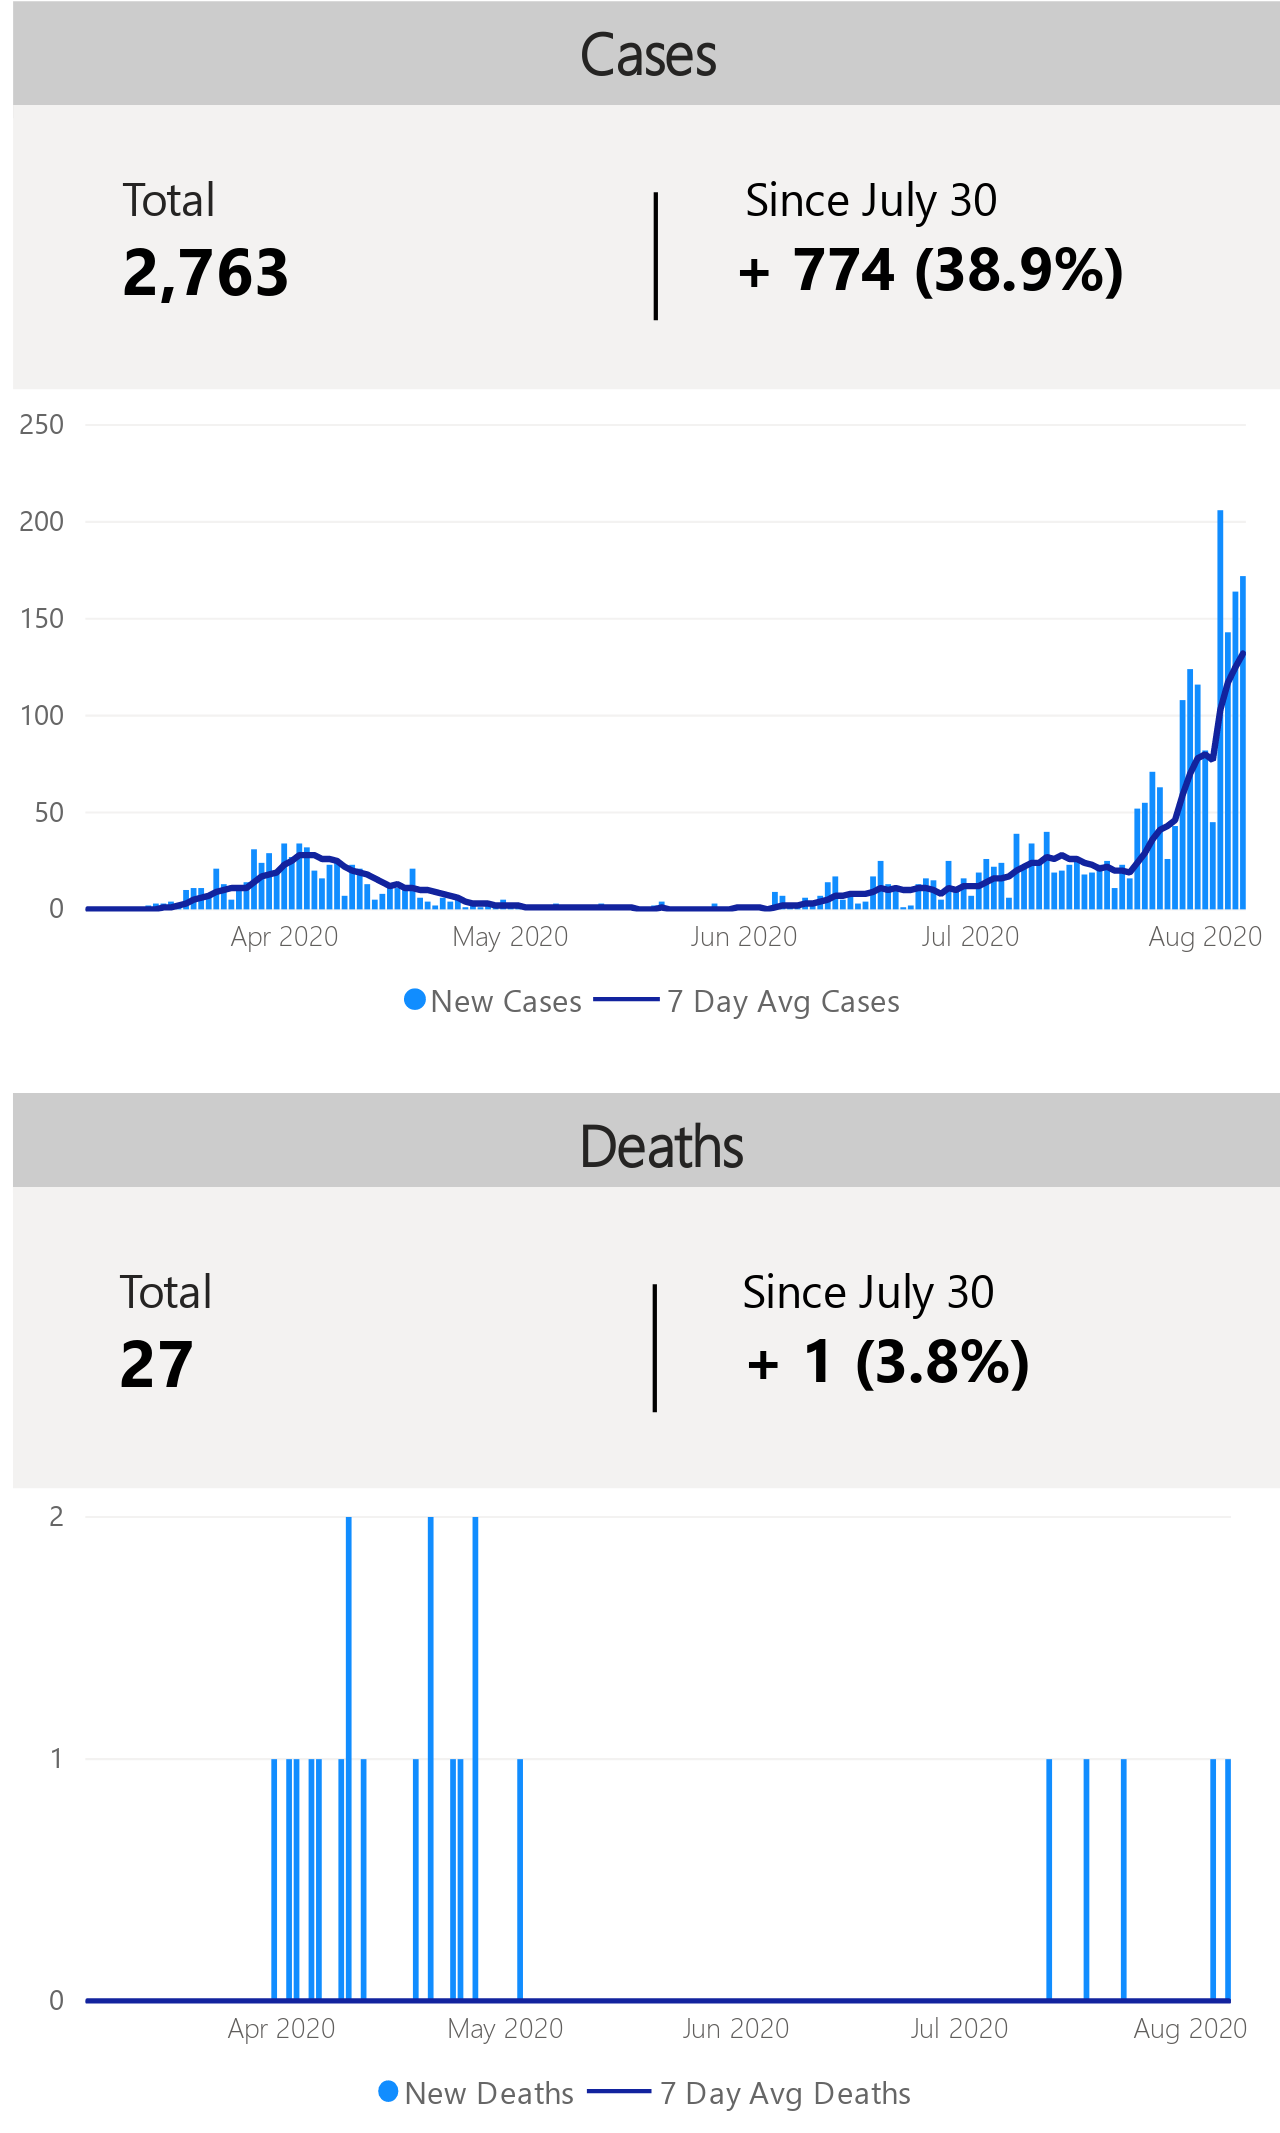 Cases
Total
2,763
Since July 30
+ 774 (38.9%)
250
200
150
100
50
0
Apr 2020 May 2020 Jun 2020 Jul 2020 Aug 2020
New Cases 7 Day Avg Cases
Deaths
Total
27
Since July 30
+ 1 (3.8%)
2
1
0
Apr 2020 May 2020 Jun 2020 Jul 2020 Aug 2020
New Deaths 7 Day Avg Deaths